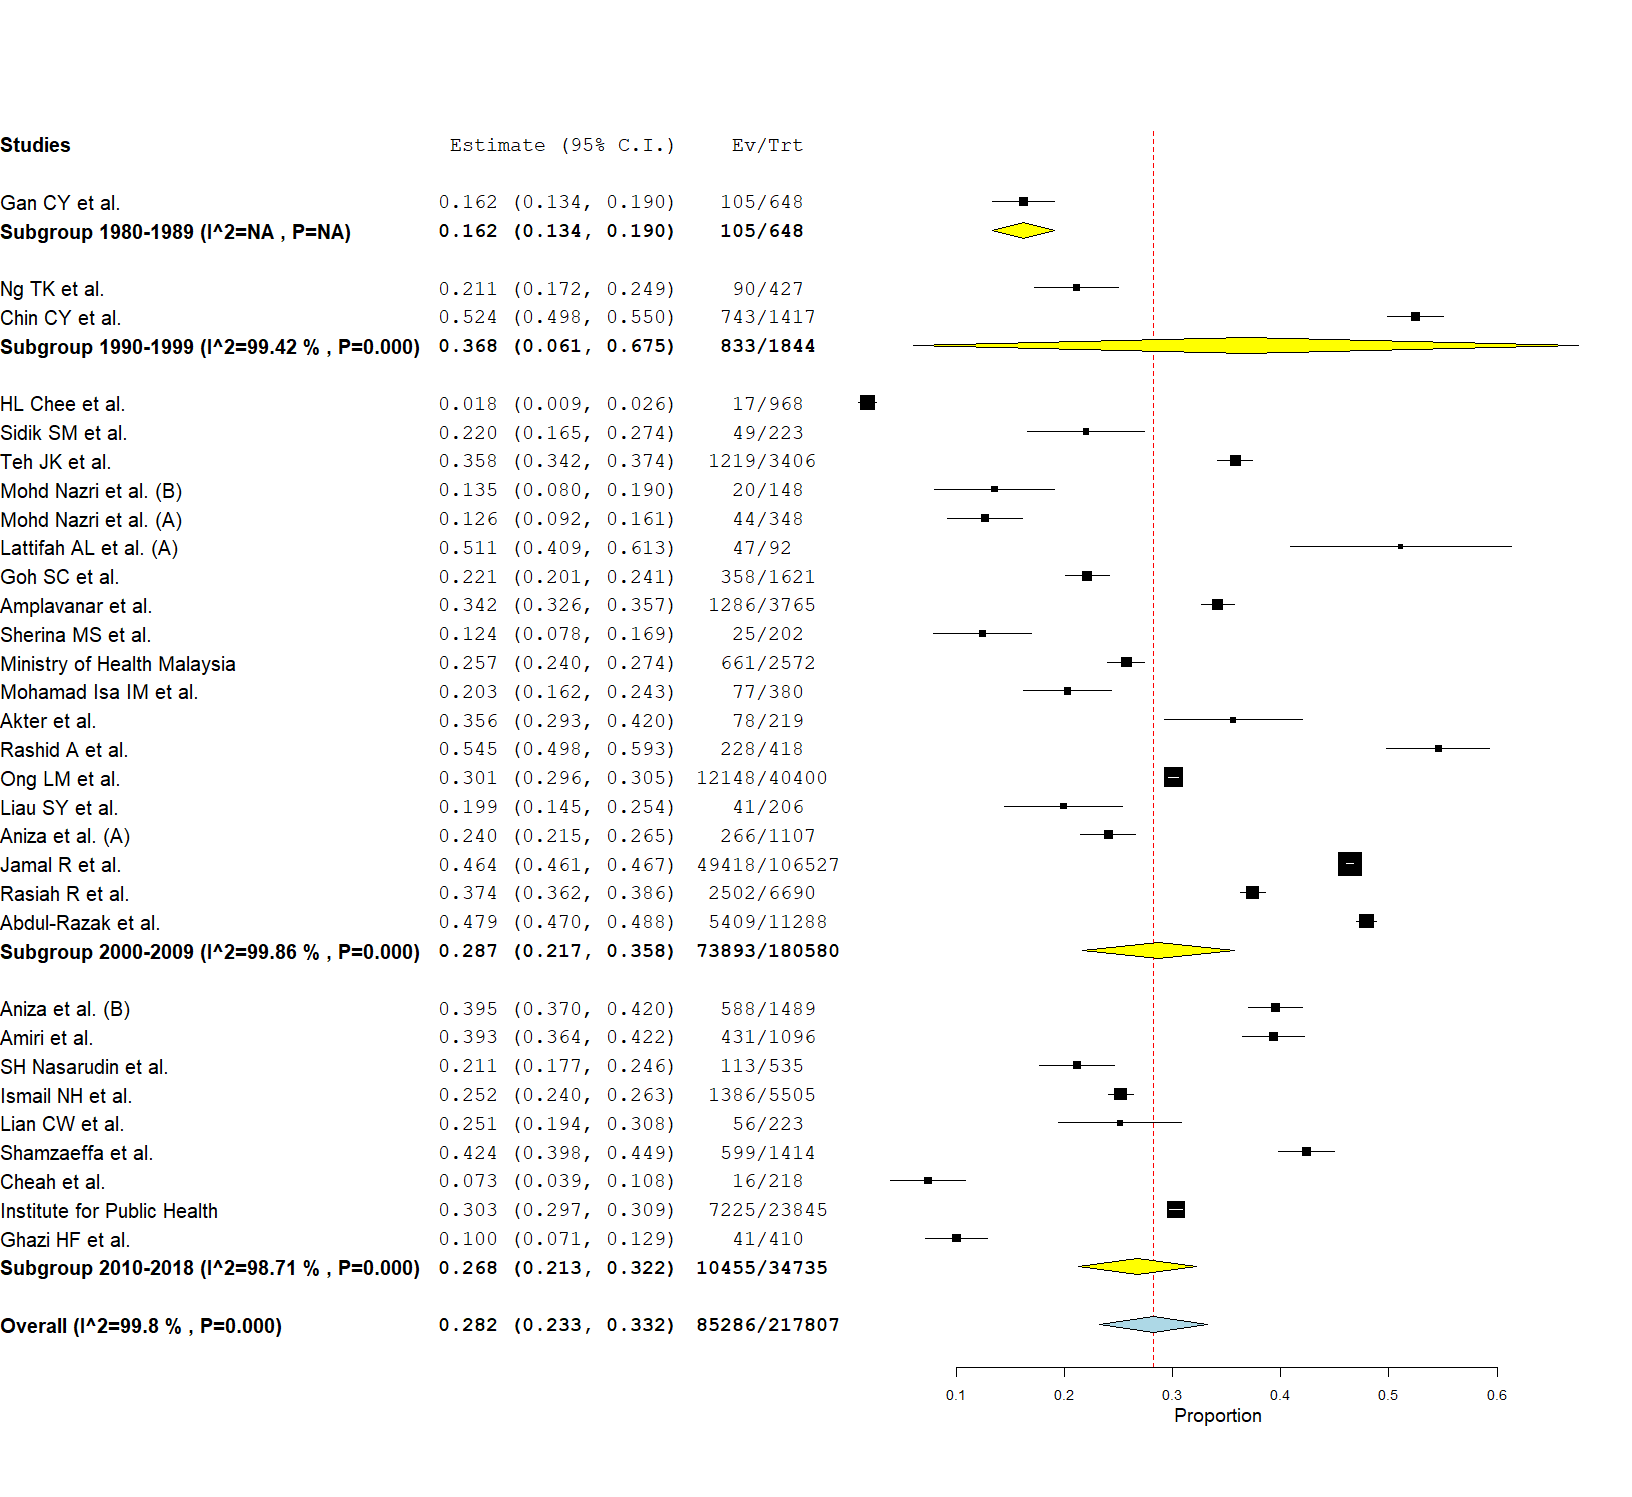 Studies Estimate (95% C.I.) Ev/Trt
Gan CY et al. 0.162 (0.134, 0.190) 105/648
Subgroup 1980-1989 (I^2=NA , P=NA) 0.162 (0.134, 0.190) 105/648
Ng TK et al. 0.211 (0.172, 0.249) 90/427
Chin CY et al. 0.524 (0.498, 0.550) 743/1417
Subgroup 1990-1999 (I^2=99.42 % , P=0.000) 0.368 (0.061, 0.675) 833/1844
HL Chee et al. 0.018 (0.009, 0.026) 17/968
Sidik SM et al. 0.220 (0.165, 0.274) 49/223
Teh JK et al. 0.358 (0.342, 0.374) 1219/3406
Mohd Nazri et al. (B) 0.135 (0.080, 0.190) 20/148
Mohd Nazri et al. (A) 0.126 (0.092, 0.161) 44/348
Lattifah AL et al. (A) 0.511 (0.409, 0.613) 47/92
Goh SC et al. 0.221 (0.201, 0.241) 358/1621
Amplavanar et al. 0.342 (0.326, 0.357) 1286/3765
Sherina MS et al. 0.124 (0.078, 0.169) 25/202
Ministry of Health Malaysia 0.257 (0.240, 0.274) 661/2572
Mohamad Isa IM et al. 0.203 (0.162, 0.243) 77/380
Akter et al. 0.356 (0.293, 0.420) 78/219
Rashid A et al. 0.545 (0.498, 0.593) 228/418
Ong LM et al. 0.301 (0.296, 0.305) 12148/40400
Liau SY et al. 0.199 (0.145, 0.254) 41/206
Aniza et al. (A) 0.240 (0.215, 0.265) 266/1107
Jamal R et al. 0.464 (0.461, 0.467) 49418/106527
Rasiah R et al. 0.374 (0.362, 0.386) 2502/6690
Abdul-Razak et al. 0.479 (0.470, 0.488) 5409/11288
Subgroup 2000-2009 (I^2=99.86 % , P=0.000) 0.287 (0.217, 0.358) 73893/180580
Aniza et al. (B) 0.395 (0.370, 0.420) 588/1489
Amiri et al. 0.393 (0.364, 0.422) 431/1096
SH Nasarudin et al. 0.211 (0.177, 0.246) 113/535
Ismail NH et al. 0.252 (0.240, 0.263) 1386/5505
Lian CW et al. 0.251 (0.194, 0.308) 56/223
Shamzaeffa et al. 0.424 (0.398, 0.449) 599/1414
Cheah et al. 0.073 (0.039, 0.108) 16/218
Institute for Public Health 0.303 (0.297, 0.309) 7225/23845
Ghazi HF et al. 0.100 (0.071, 0.129) 41/410
Subgroup 2010-2018 (I^2=98.71 % , P=0.000) 0.268 (0.213, 0.322) 10455/34735
Overall (I^2=99.8 % , P=0.000) 0.282 (0.233, 0.332) 85286/217807
0.1 0.2 0.3 0.4 0.5 0.6
Proportion